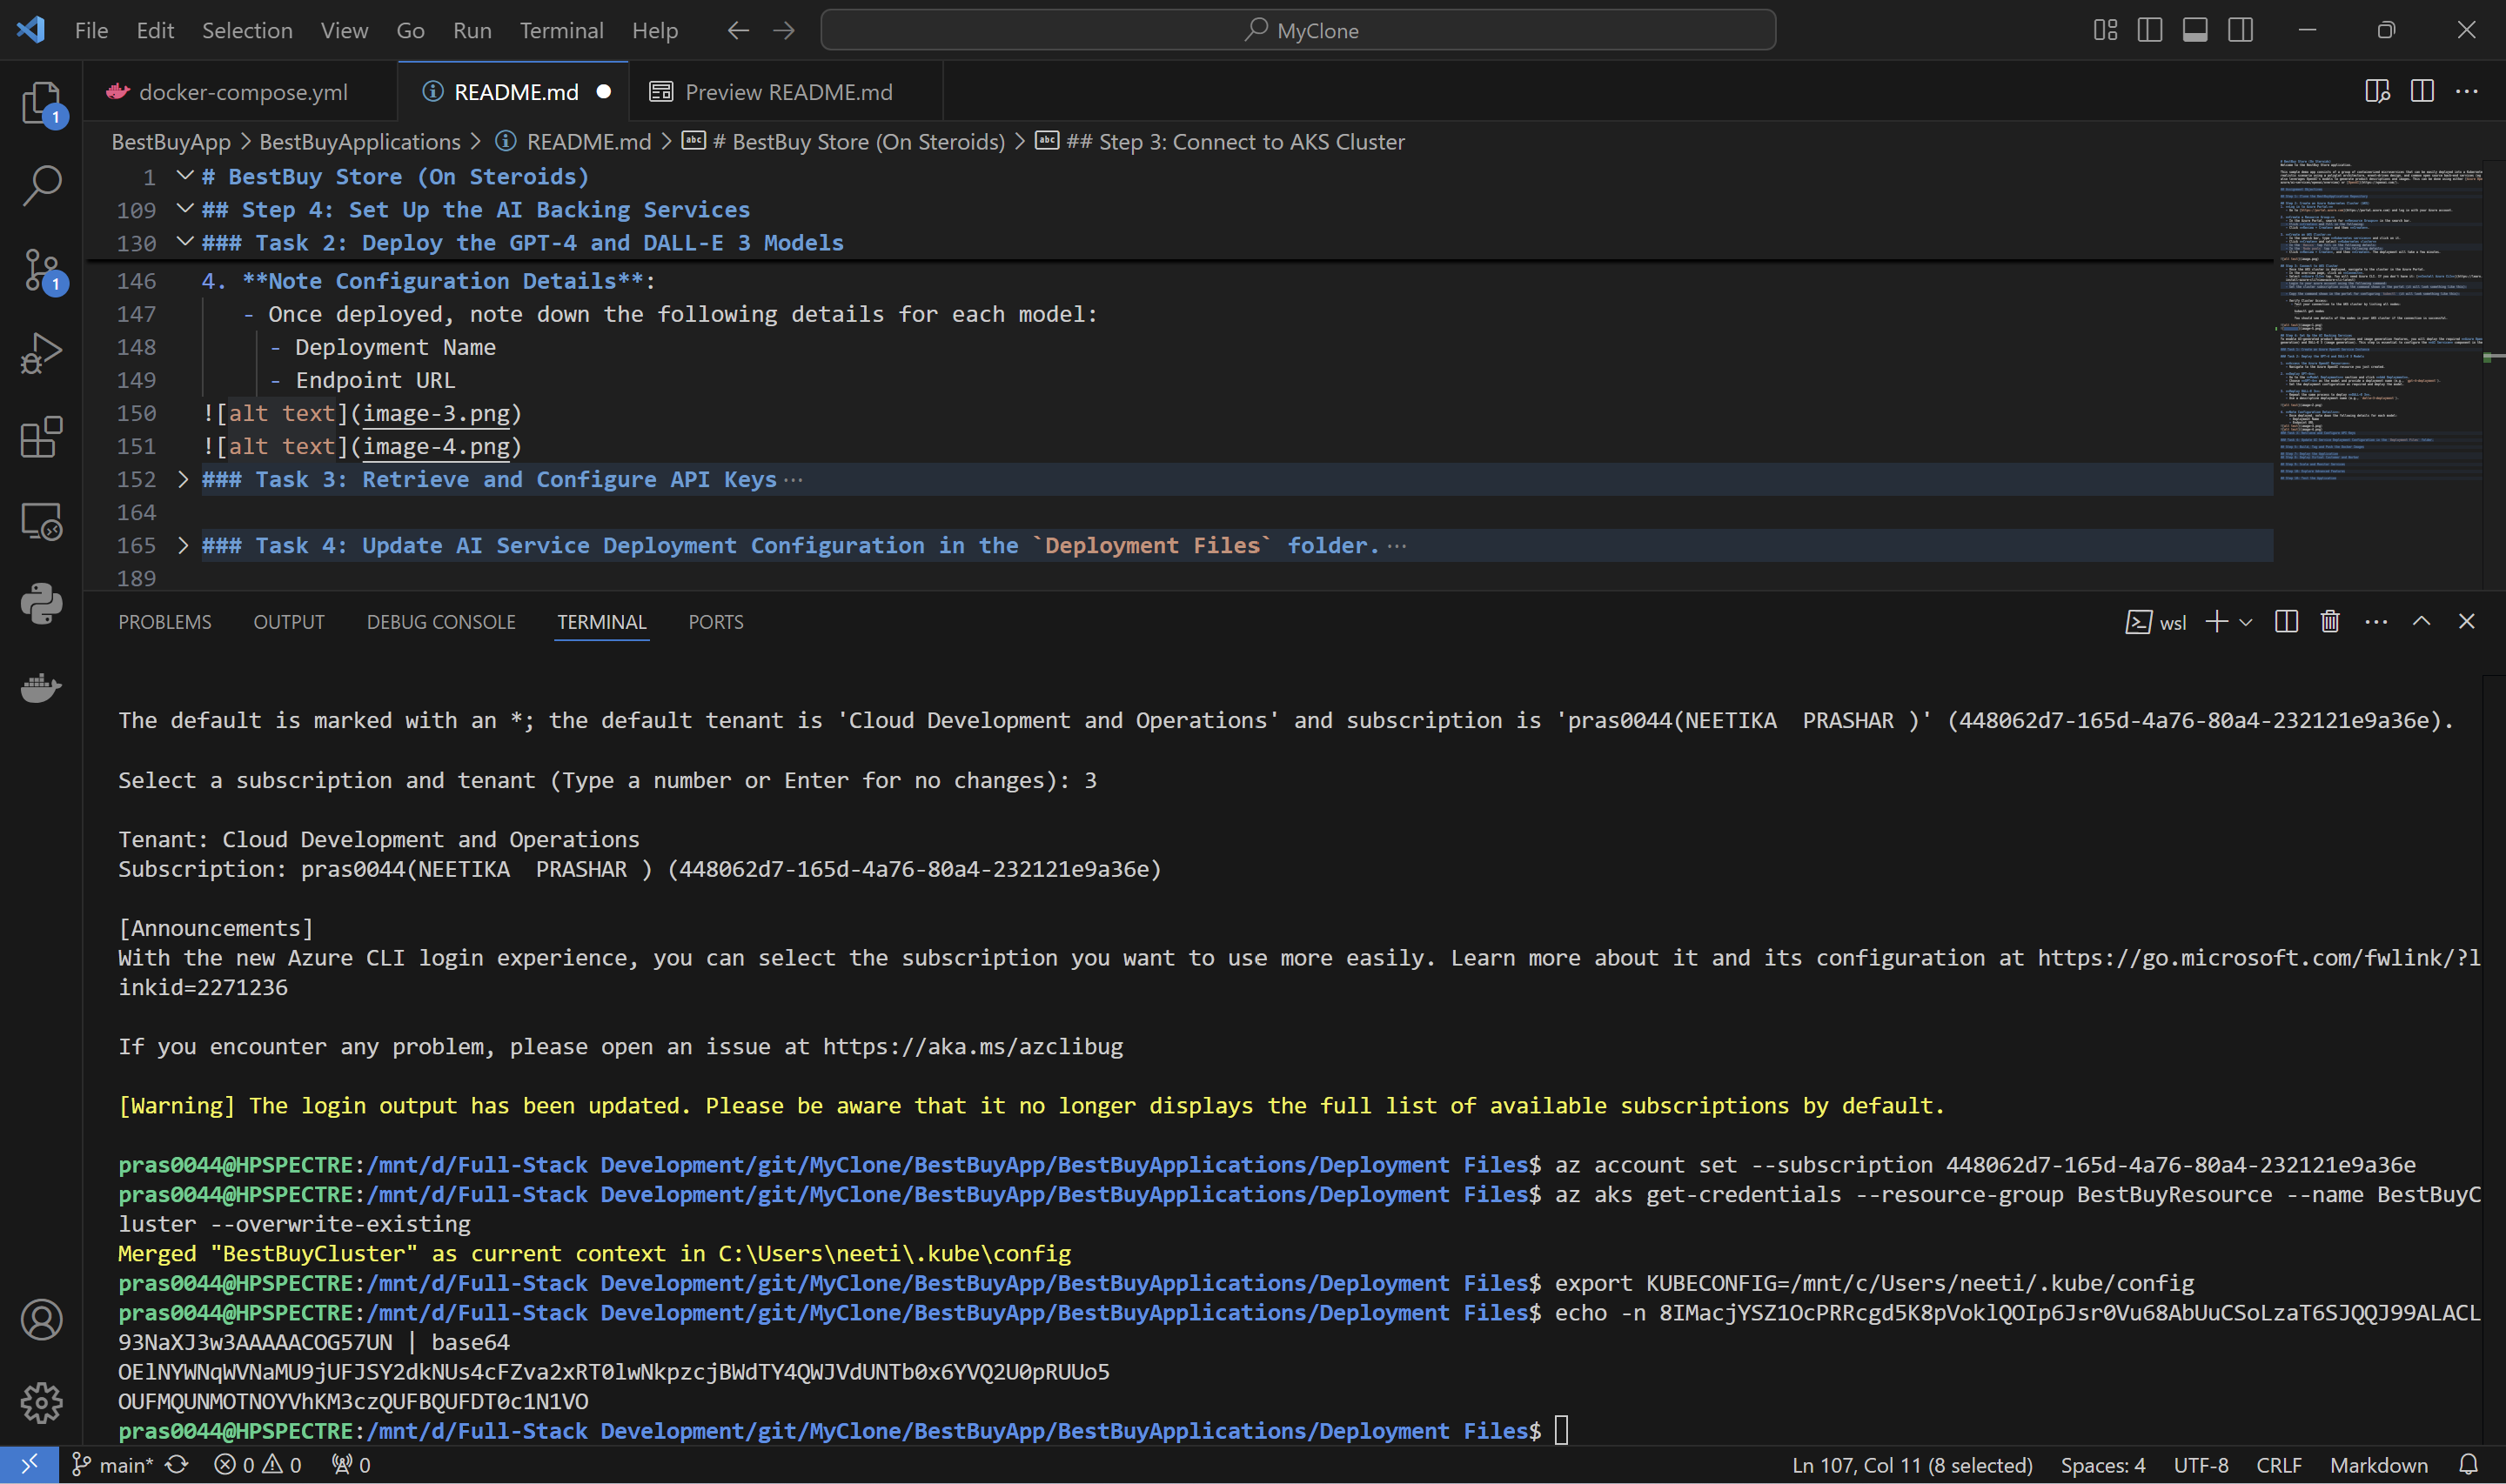 File Edit Selection View Go Run Terminal Help MyClone
docker-compose.yml README.md Preview README.md
BestBuyApp > BestBuyApplications > README.md > # BestBuy Store (On Steroids) > ## Step 3: Connect to AKS Cluster
1 # BestBuy Store (On Steroids)
109 ## Step 4: Set Up the AI Backing Services
130 ### Task 2: Deploy the GPT-4 and DALL-E 3 Models
146 4. **Note Configuration Details**:
147 - Once deployed, note down the following details for each model:
148 - Deployment Name
149 - Endpoint URL
150 ![alt text](image-3.png)
151 ![alt text](image-4.png)
152 ### Task 3: Retrieve and Configure API Keys ···
164
165 ### Task 4: Update AI Service Deployment Configuration in the `Deployment Files` folder. ···
189
PROBLEMS OUTPUT DEBUG CONSOLE TERMINAL PORTS wsl
The default is marked with an *; the default tenant is 'Cloud Development and Operations' and subscription is 'pras0044(NEETIKA  PRASHAR )' (448062d7-165d-4a76-80a4-232121e9a36e).
Select a subscription and tenant (Type a number or Enter for no changes): 3
Tenant: Cloud Development and Operations
Subscription: pras0044(NEETIKA  PRASHAR ) (448062d7-165d-4a76-80a4-232121e9a36e)
[Announcements]
With the new Azure CLI login experience, you can select the subscription you want to use more easily. Learn more about it and its configuration at https://go.microsoft.com/fwlink/?l
inkid=2271236
If you encounter any problem, please open an issue at https://aka.ms/azclibug
[Warning] The login output has been updated. Please be aware that it no longer displays the full list of available subscriptions by default.
pras0044@HPSPECTRE:/mnt/d/Full-Stack Development/git/MyClone/BestBuyApp/BestBuyApplications/Deployment Files$ az account set --subscription 448062d7-165d-4a76-80a4-232121e9a36e
pras0044@HPSPECTRE:/mnt/d/Full-Stack Development/git/MyClone/BestBuyApp/BestBuyApplications/Deployment Files$ az aks get-credentials --resource-group BestBuyResource --name BestBuyC
luster --overwrite-existing
Merged "BestBuyCluster" as current context in C:\Users\neeti\.kube\config
pras0044@HPSPECTRE:/mnt/d/Full-Stack Development/git/MyClone/BestBuyApp/BestBuyApplications/Deployment Files$ export KUBECONFIG=/mnt/c/Users/neeti/.kube/config
pras0044@HPSPECTRE:/mnt/d/Full-Stack Development/git/MyClone/BestBuyApp/BestBuyApplications/Deployment Files$ echo -n 8IMacjYSZ1OcPRRcgd5K8pVoklQOIp6Jsr0Vu68AbUuCSoLzaT6SJQQJ99ALACL
93NaXJ3w3AAAAACOG57UN | base64
OElNYWNqWVNaMU9jUFJSY2dkNUs4cFZva2xRT0lwNkpzcjBWdTY4QWJVdUNTb0x6YVQ2U0pRUUo5
OUFMQUNMOTNOYVhKM3czQUFBQUFDT0c1N1VO
pras0044@HPSPECTRE:/mnt/d/Full-Stack Development/git/MyClone/BestBuyApp/BestBuyApplications/Deployment Files$
main* 0 0 0 Ln 107, Col 11 (8 selected) Spaces: 4 UTF-8 CRLF Markdown